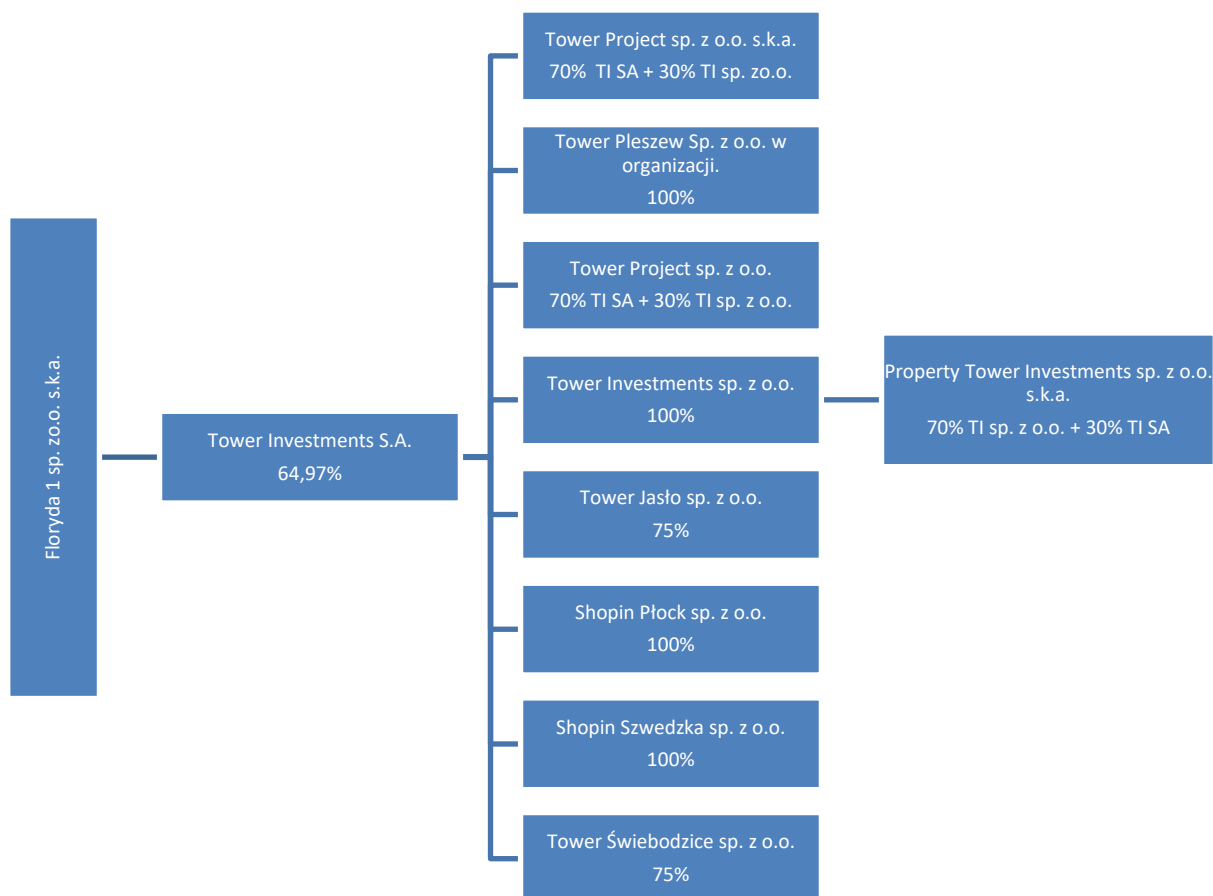 Floryda 1 sp. zo.o. s.k.a.
Tower Investments S.A.
64,97%
Tower Project sp. z o.o. s.k.a.
70% TI SA + 30% TI sp. zo.o.
Tower Pleszew Sp. z o.o. w
organizacji.
100%
Tower Project sp. z o.o.
70% TI SA + 30% TI sp. z o.o.
Tower Investments sp. z o.o.
100%
Property Tower Investments sp. z o.o.
s.k.a.
70% TI sp. z o.o. + 30% TI SA
Tower Jasło sp. z o.o.
75%
Shopin Płock sp. z o.o.
100%
Shopin Szwedzka sp. z o.o.
100%
Tower Świebodzice sp. z o.o.
75%